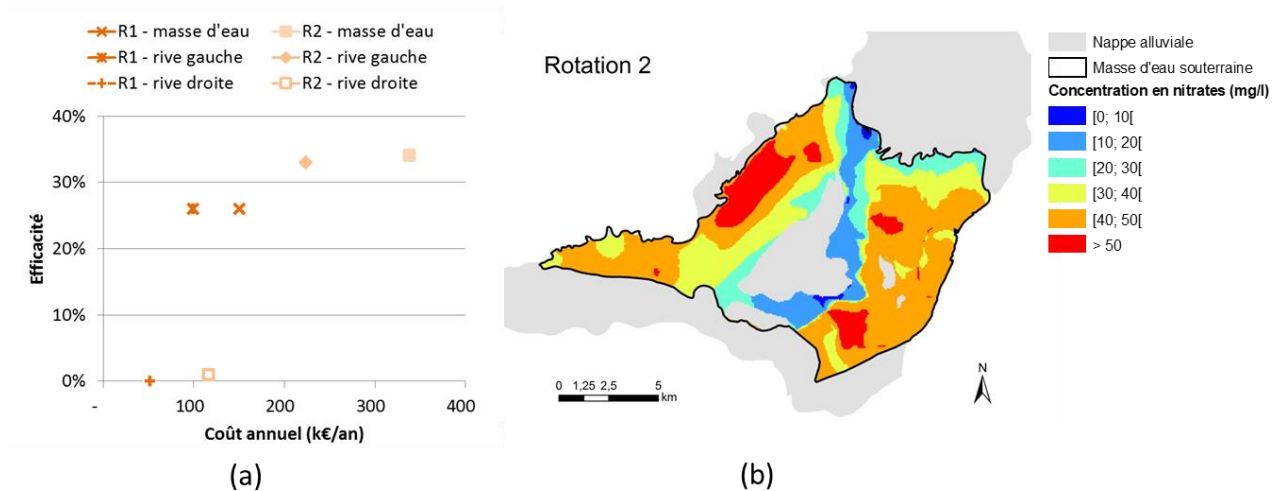 R1 - masse d'eau
R2 - masse d'eau
R1 - rive gauche
R2 - rive gauche
R1 - rive droite
R2 - rive droite
40%
30%
20%
10%
0%
Efficacité
-
100
200
300
400
Coût annuel (k€/an)
(a)
Rotation 2
Nappe alluviale
Masse d'eau souterraine
Concentration en nitrates (mg/l)
[0; 10[
[10; 20[
[20; 30[
[30; 40[
[40; 50[
> 50
0 1,25 2,5 5
km
N
(b)